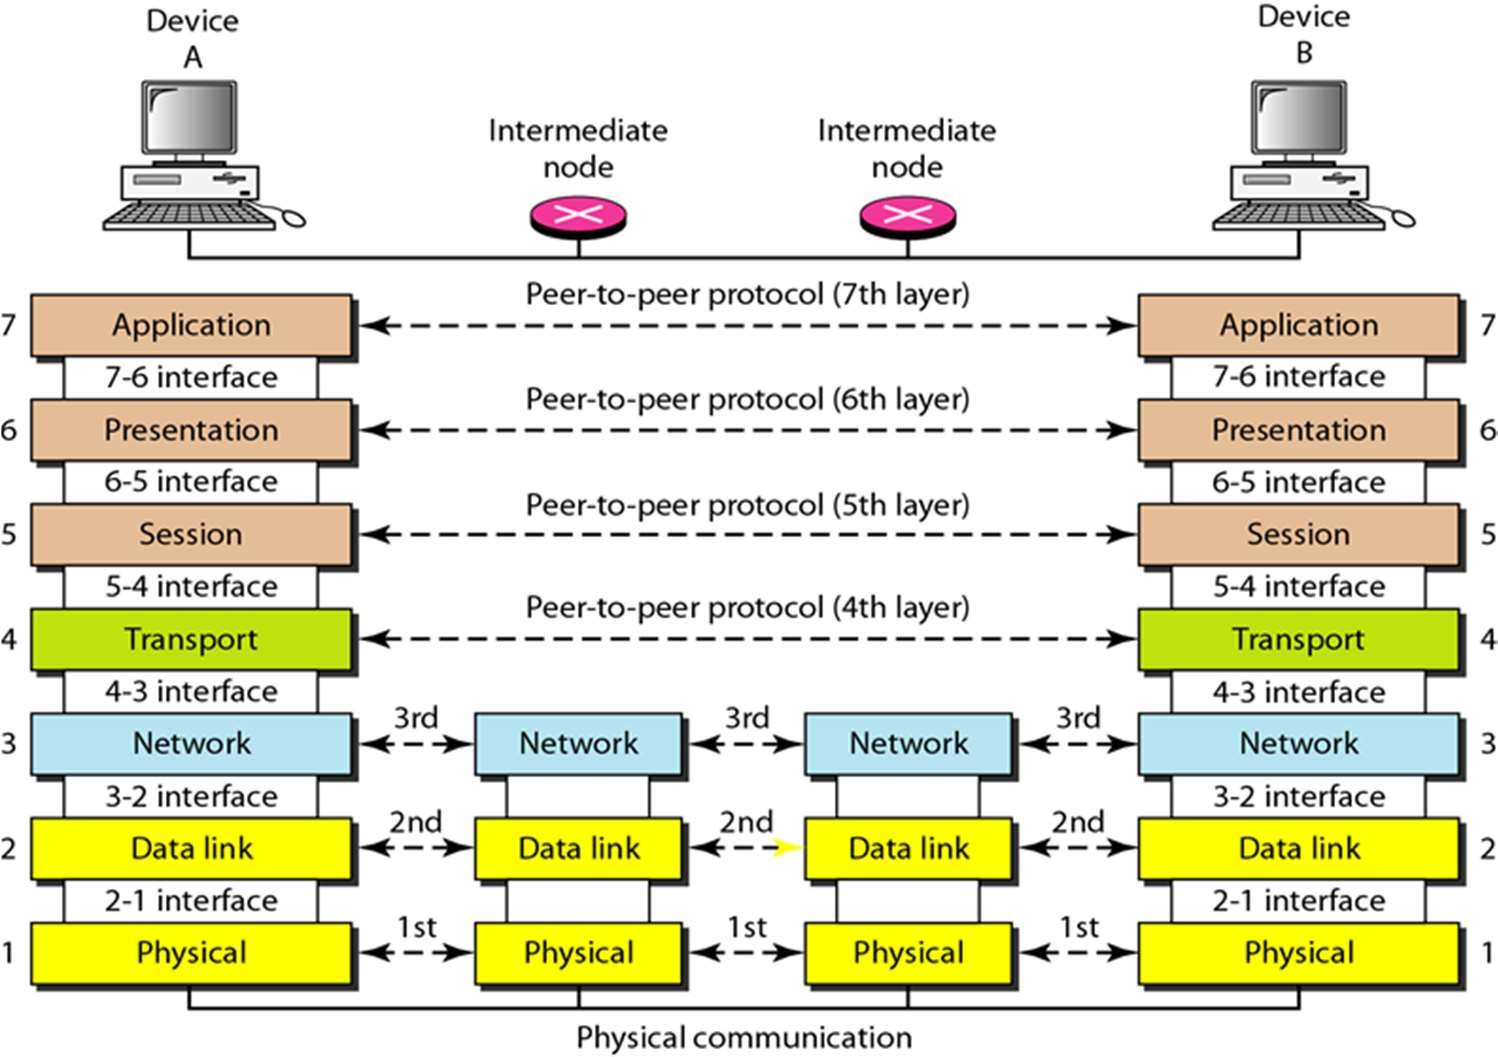 Device
A
Device
B
Intermediate
node
Intermediate
node
Peer-to-peer protocol (7th layer)
7 Application Application 7
7-6 interface 7-6 interface
Peer-to-peer protocol (6th layer)
6 Presentation Presentation 6
6-5 interface 6-5 interface
Peer-to-peer protocol (5th layer)
5 Session Session 5
5-4 interface 5-4 interface
Peer-to-peer protocol (4th layer)
4 Transport Transport 4
4-3 interface 4-3 interface
3rd 3rd 3rd
3 Network Network Network Network 3
3-2 interface 3-2 interface
2nd 2nd 2nd
2 Data link Data link Data link Data link 2
2-1 interface 2-1 interface
1st 1st 1st
1 Physical Physical Physical Physical 1
Physical communication